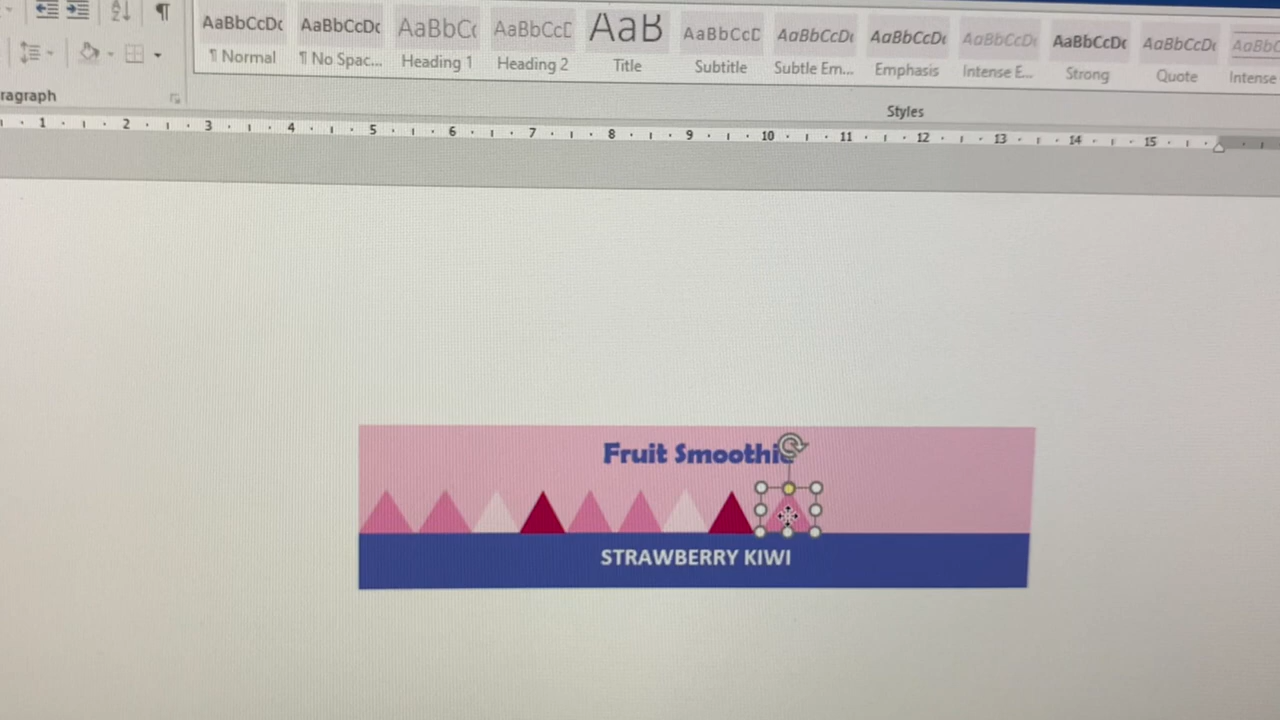 AaBbCcDc AaBbCcDc AaBbCc AaBbCcD AaB AaBbCcD AaBbCcDc AaBbCcDc AaBbCcDc AaBbCcDc AaBbCcDc AaBbC
¶ Normal ¶ No Spac... Heading 1 Heading 2 Title Subtitle Subtle Em... Emphasis Intense E... Strong Quote Intense
ragraph
Styles
1 2 3 4 5 6 7 8 9 10 11 12 13 14 15
Fruit Smoothie
STRAWBERRY KIWI